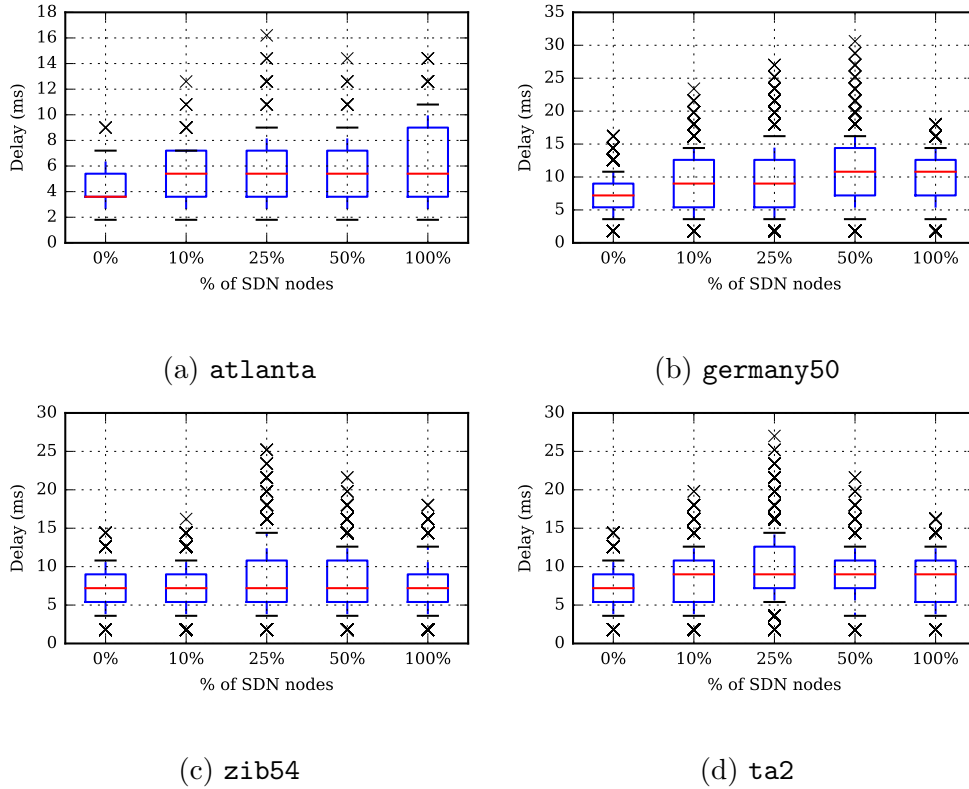 18
16
14
12
10
8
6
4
2
0
Delay (ms)
0% 10% 25% 50% 100%
% of SDN nodes
(a) atlanta
35
30
25
20
15
10
5
0
Delay (ms)
0% 10% 25% 50% 100%
% of SDN nodes
(b) germany50
30
25
20
15
10
5
0
Delay (ms)
0% 10% 25% 50% 100%
% of SDN nodes
(c) zib54
30
25
20
15
10
5
0
Delay (ms)
0% 10% 25% 50% 100%
% of SDN nodes
(d) ta2